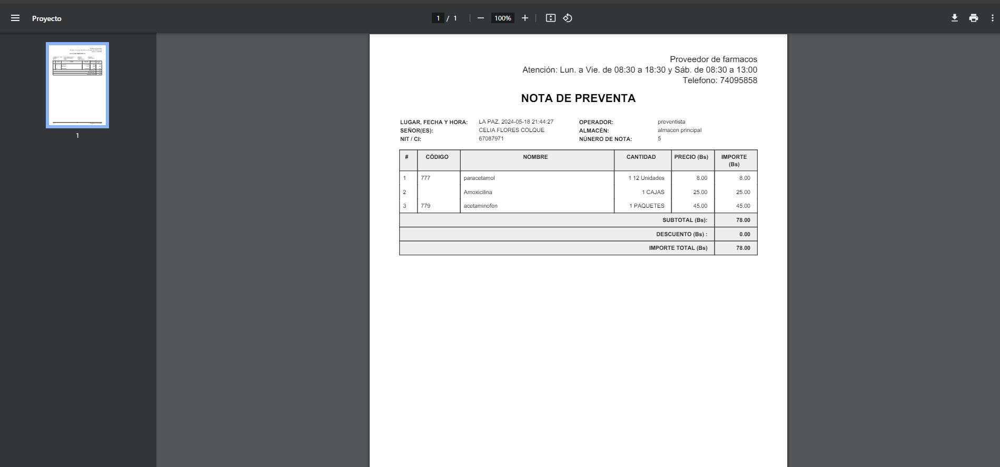 Proyecto
1 / 1
100%
1
Proveedor de farmacos
Atención: Lun. a Vie. de 08:30 a 18:30 y Sáb. de 08:30 a 13:00
Telefono: 74095858
NOTA DE PREVENTA
LUGAR, FECHA Y HORA: LA PAZ, 2024-05-18 21:44:27 OPERADOR: preventista
SEÑOR(ES): CELIA FLORES COLQUE ALMACÉN: almacen principal
NIT / CI: 67087971 NÚNERO DE NOTA: 5
# CÓDIGO NOMBRE CANTIDAD PRECIO (Bs) IMPORTE
(Bs)
1 777 paracetamol 1 12 Unidades 8.00 8.00
2 Amoxicilina 1 CAJAS 25.00 25.00
3 779 acetaminofen 1 PAQUETES 45.00 45.00
SUBTOTAL (Bs): 78.00
DESCUENTO (Bs) : 0.00
IMPORTE TOTAL (Bs) 78.00